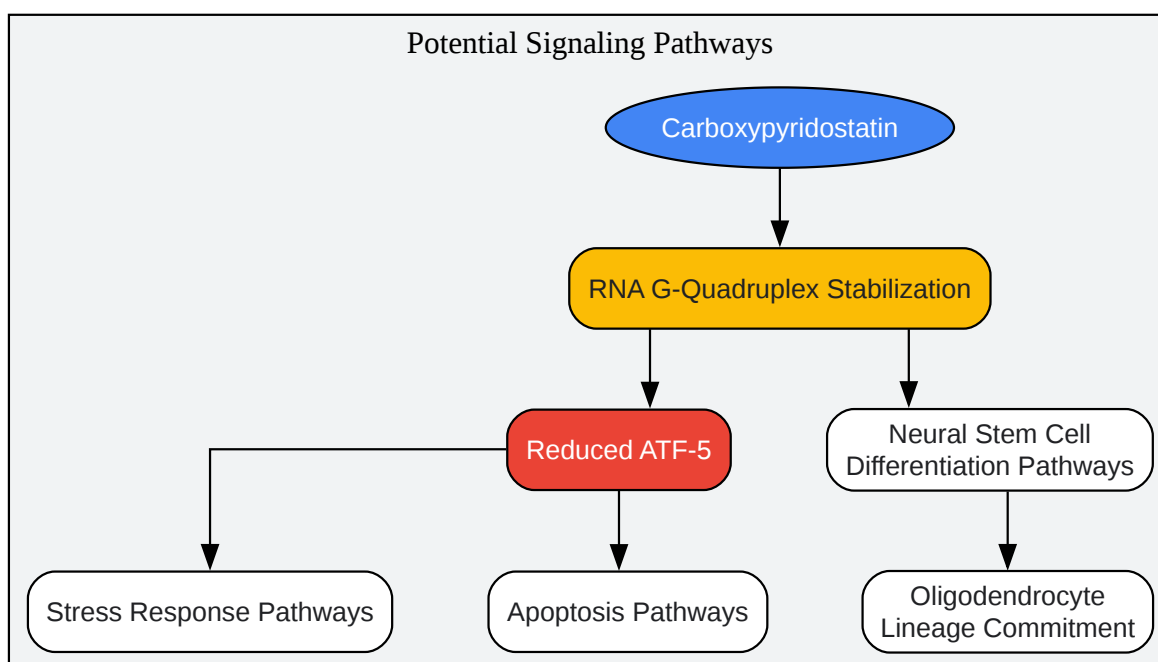 Potential Signaling Pathways
Carboxypyridostatin
RNA G-Quadruplex Stabilization
Reduced ATF-5
Neural Stem Cell
Differentiation Pathways
Stress Response Pathways
Apoptosis Pathways
Oligodendrocyte
Lineage Commitment